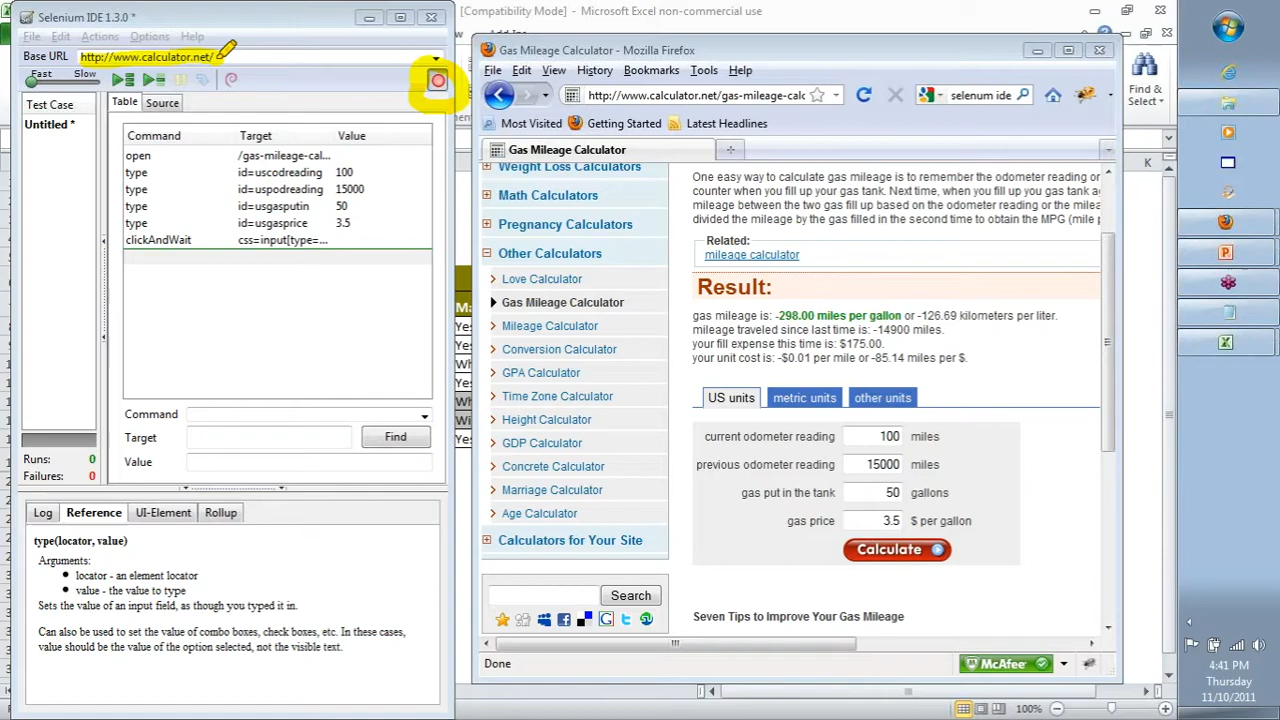 Selenium IDE 1.3.0 *
File Edit Actions Options Help
Base URL http://www.calculator.net/
Fast Slow
Test Case
Untitled *
Table Source
Command Target Value
open /gas-mileage-cal...
type id=uscodreading 100
type id=uspodreading 15000
type id=usgasputin 50
type id=usgasprice 3.5
clickAndWait css=input[type=...
Command
Target Find
Value
Runs: 0
Failures: 0
Log Reference UI-Element Rollup
type(locator, value)
Arguments:
locator - an element locator
value - the value to type
Sets the value of an input field, as though you typed it in.
Can also be used to set the value of combo boxes, check boxes, etc. In these cases,
value should be the value of the option selected, not the visible text.
[Compatibility Mode] - Microsoft Excel non-commercial use
Find &
Select
K
Gas Mileage Calculator - Mozilla Firefox
File Edit View History Bookmarks Tools Help
http://www.calculator.net/gas-mileage-calc
selenium ide
Most Visited Getting Started Latest Headlines
Gas Mileage Calculator
Weight Loss Calculators
Math Calculators
Pregnancy Calculators
Other Calculators
Love Calculator
Gas Mileage Calculator
Mileage Calculator
Conversion Calculator
GPA Calculator
Time Zone Calculator
Height Calculator
GDP Calculator
Concrete Calculator
Marriage Calculator
Age Calculator
Calculators for Your Site
Search
One easy way to calculate gas mileage is to remember the odometer reading or
counter when you fill up your gas tank. Next time, when you fill up you gas tank ag
mileage between the two gas filled up based on the odometer reading or the milea
divided the mileage by the gas filled in the second time to obtain the MPG (mile p
Related:
mileage calculator
Result:
gas mileage is: -298.00 miles per gallon or -126.69 kilometers per liter.
mileage traveled since last time is: -14900 miles.
your fill expense this time is: $175.00.
your unit cost is: -$0.01 per mile or -85.14 miles per $.
US units metric units other units
current odometer reading 100 miles
previous odometer reading 15000 miles
gas put in the tank 50 gallons
gas price 3.5 $ per gallon
Calculate
Seven Tips to Improve Your Gas Mileage
Done
McAfee
100%
4:41 PM
Thursday
11/10/2011